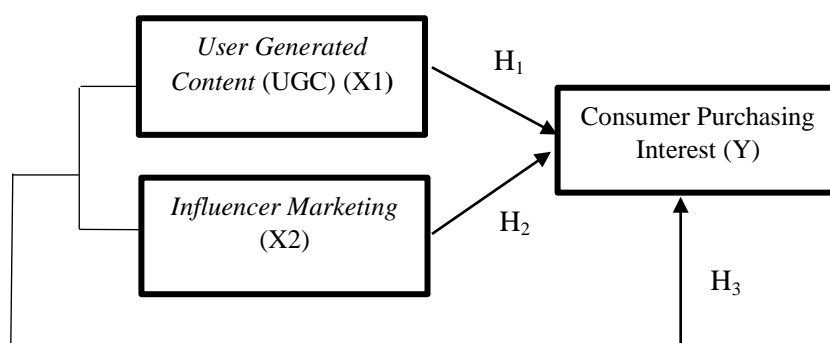 User Generated
Content (UGC) (X1)
H₁
Consumer Purchasing
Interest (Y)
Influencer Marketing
(X2)
H₂
H₃